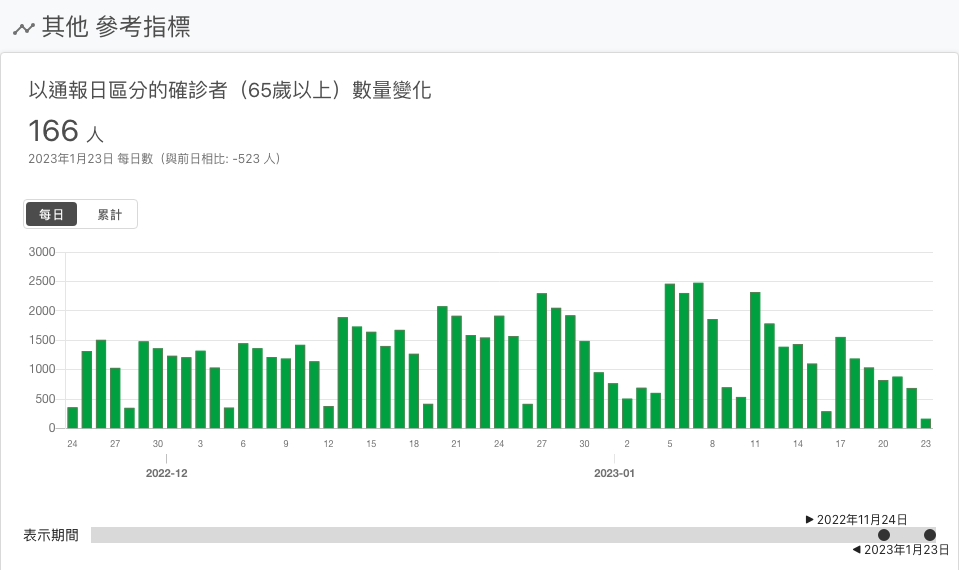 其他 參考指標
以通報日區分的確診者（65歲以上）數量變化
166 人
2023年1月23日 每日數（與前日相比: -523 人）
每日 累計
3000
2500
2000
1500
1000
500
0
24 27 30 3 6 9 12 15 18 21 24 27 30 2 5 8 11 14 17 20 23
2022-12 2023-01
▶ 2022年11月24日
表示期間
◀ 2023年1月23日